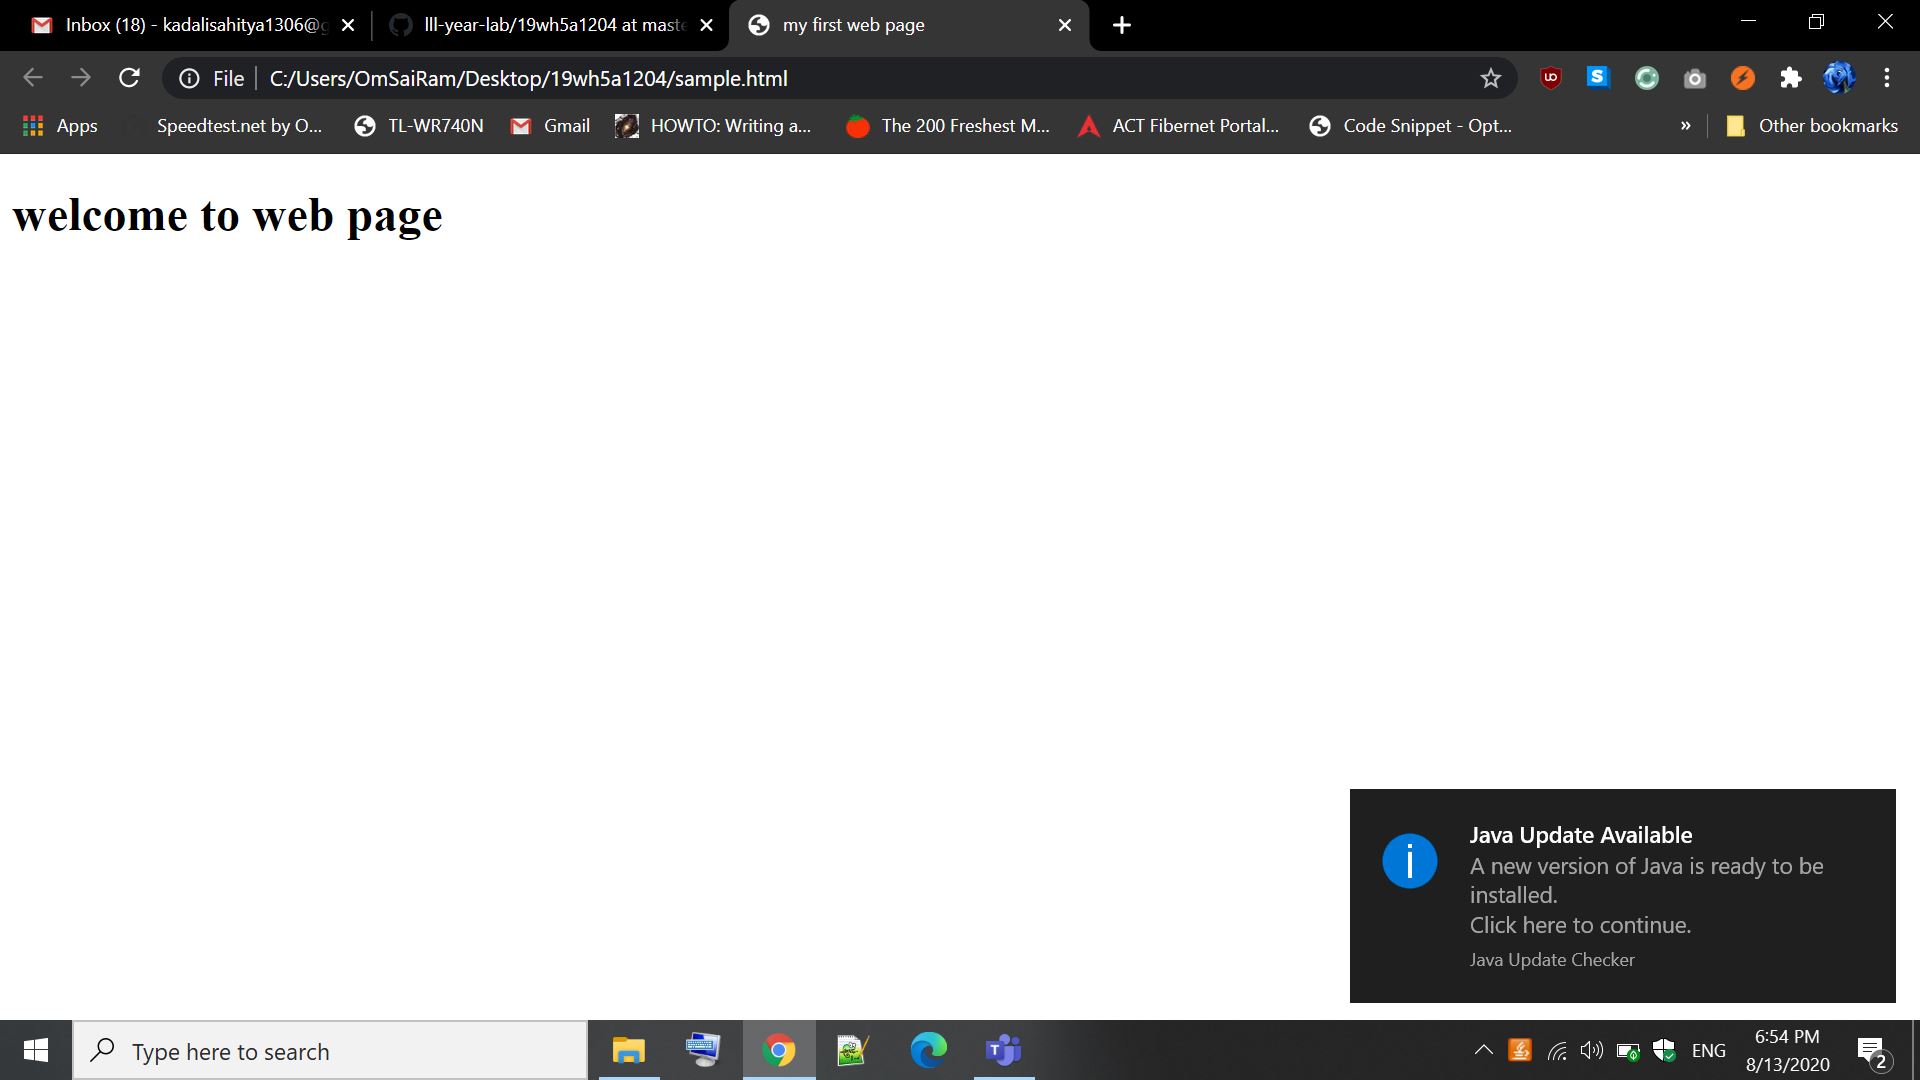 Inbox (18) - kadalisahitya1306@g
lll-year-lab/19wh5a1204 at maste
my first web page
File
C:/Users/OmSaiRam/Desktop/19wh5a1204/sample.html
Apps
Speedtest.net by O...
TL-WR740N
Gmail
HOWTO: Writing a...
The 200 Freshest M...
ACT Fibernet Portal...
Code Snippet - Opt...
»
Other bookmarks
welcome to web page
Java Update Available
A new version of Java is ready to be
installed.
Click here to continue.
Java Update Checker
Type here to search
ENG
6:54 PM
8/13/2020
2